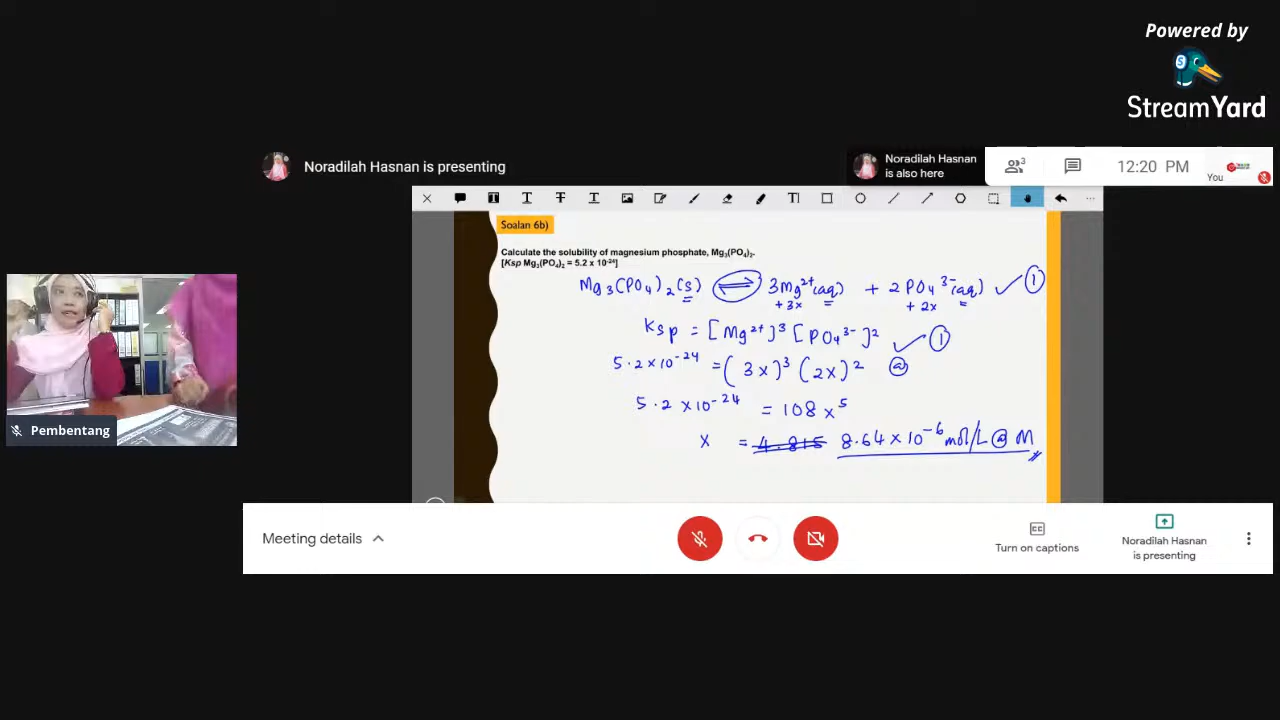 Powered by
StreamYard
Noradilah Hasnan is presenting
Noradilah Hasnan
is also here
3
12:20 PM
You
Soalan 6b)
Calculate the solubility of magnesium phosphate, Mg₃(PO₄)₂.
[Ksp Mg₃(PO₄)₂ = 5.2 x 10⁻²⁴]
Mg₃(PO₄)₂(s) ⇌ 3Mg²⁺(aq) + 2PO₄³⁻(aq) ✓ ①
+3x +2x
Ksp = [Mg²⁺]³ [PO₄³⁻]² ✓ ①
5.2 x 10⁻²⁴ = (3x)³ (2x)² @
5.2 x 10⁻²⁴ = 108x⁵
x = 4.815 8.64 x 10⁻⁶ mol/L @ M
Pembentang
Meeting details
Turn on captions
Noradilah Hasnan
is presenting